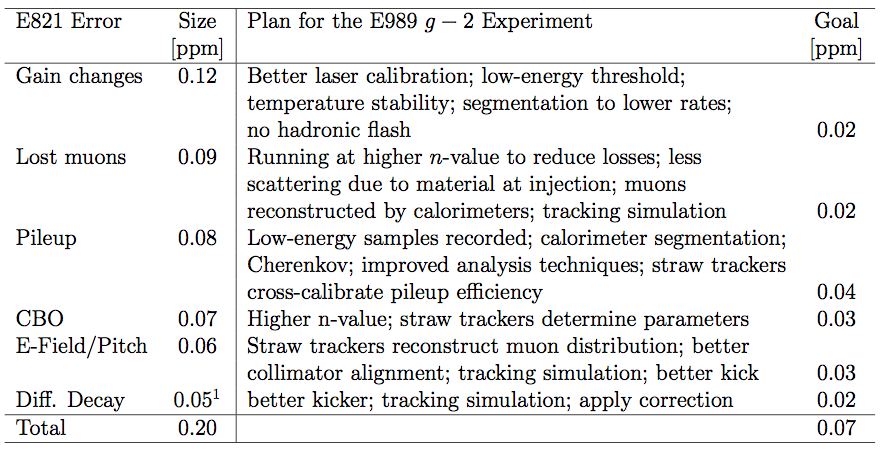 E821 Error Size Plan for the E989 g − 2 Experiment Goal
[ppm] [ppm]
Gain changes 0.12 Better laser calibration; low-energy threshold;
temperature stability; segmentation to lower rates;
no hadronic flash 0.02
Lost muons 0.09 Running at higher n-value to reduce losses; less
scattering due to material at injection; muons
reconstructed by calorimeters; tracking simulation 0.02
Pileup 0.08 Low-energy samples recorded; calorimeter segmentation;
Cherenkov; improved analysis techniques; straw trackers
cross-calibrate pileup efficiency 0.04
CBO 0.07 Higher n-value; straw trackers determine parameters 0.03
E-Field/Pitch 0.06 Straw trackers reconstruct muon distribution; better
collimator alignment; tracking simulation; better kick 0.03
Diff. Decay 0.05¹ better kicker; tracking simulation; apply correction 0.02
Total 0.20 0.07